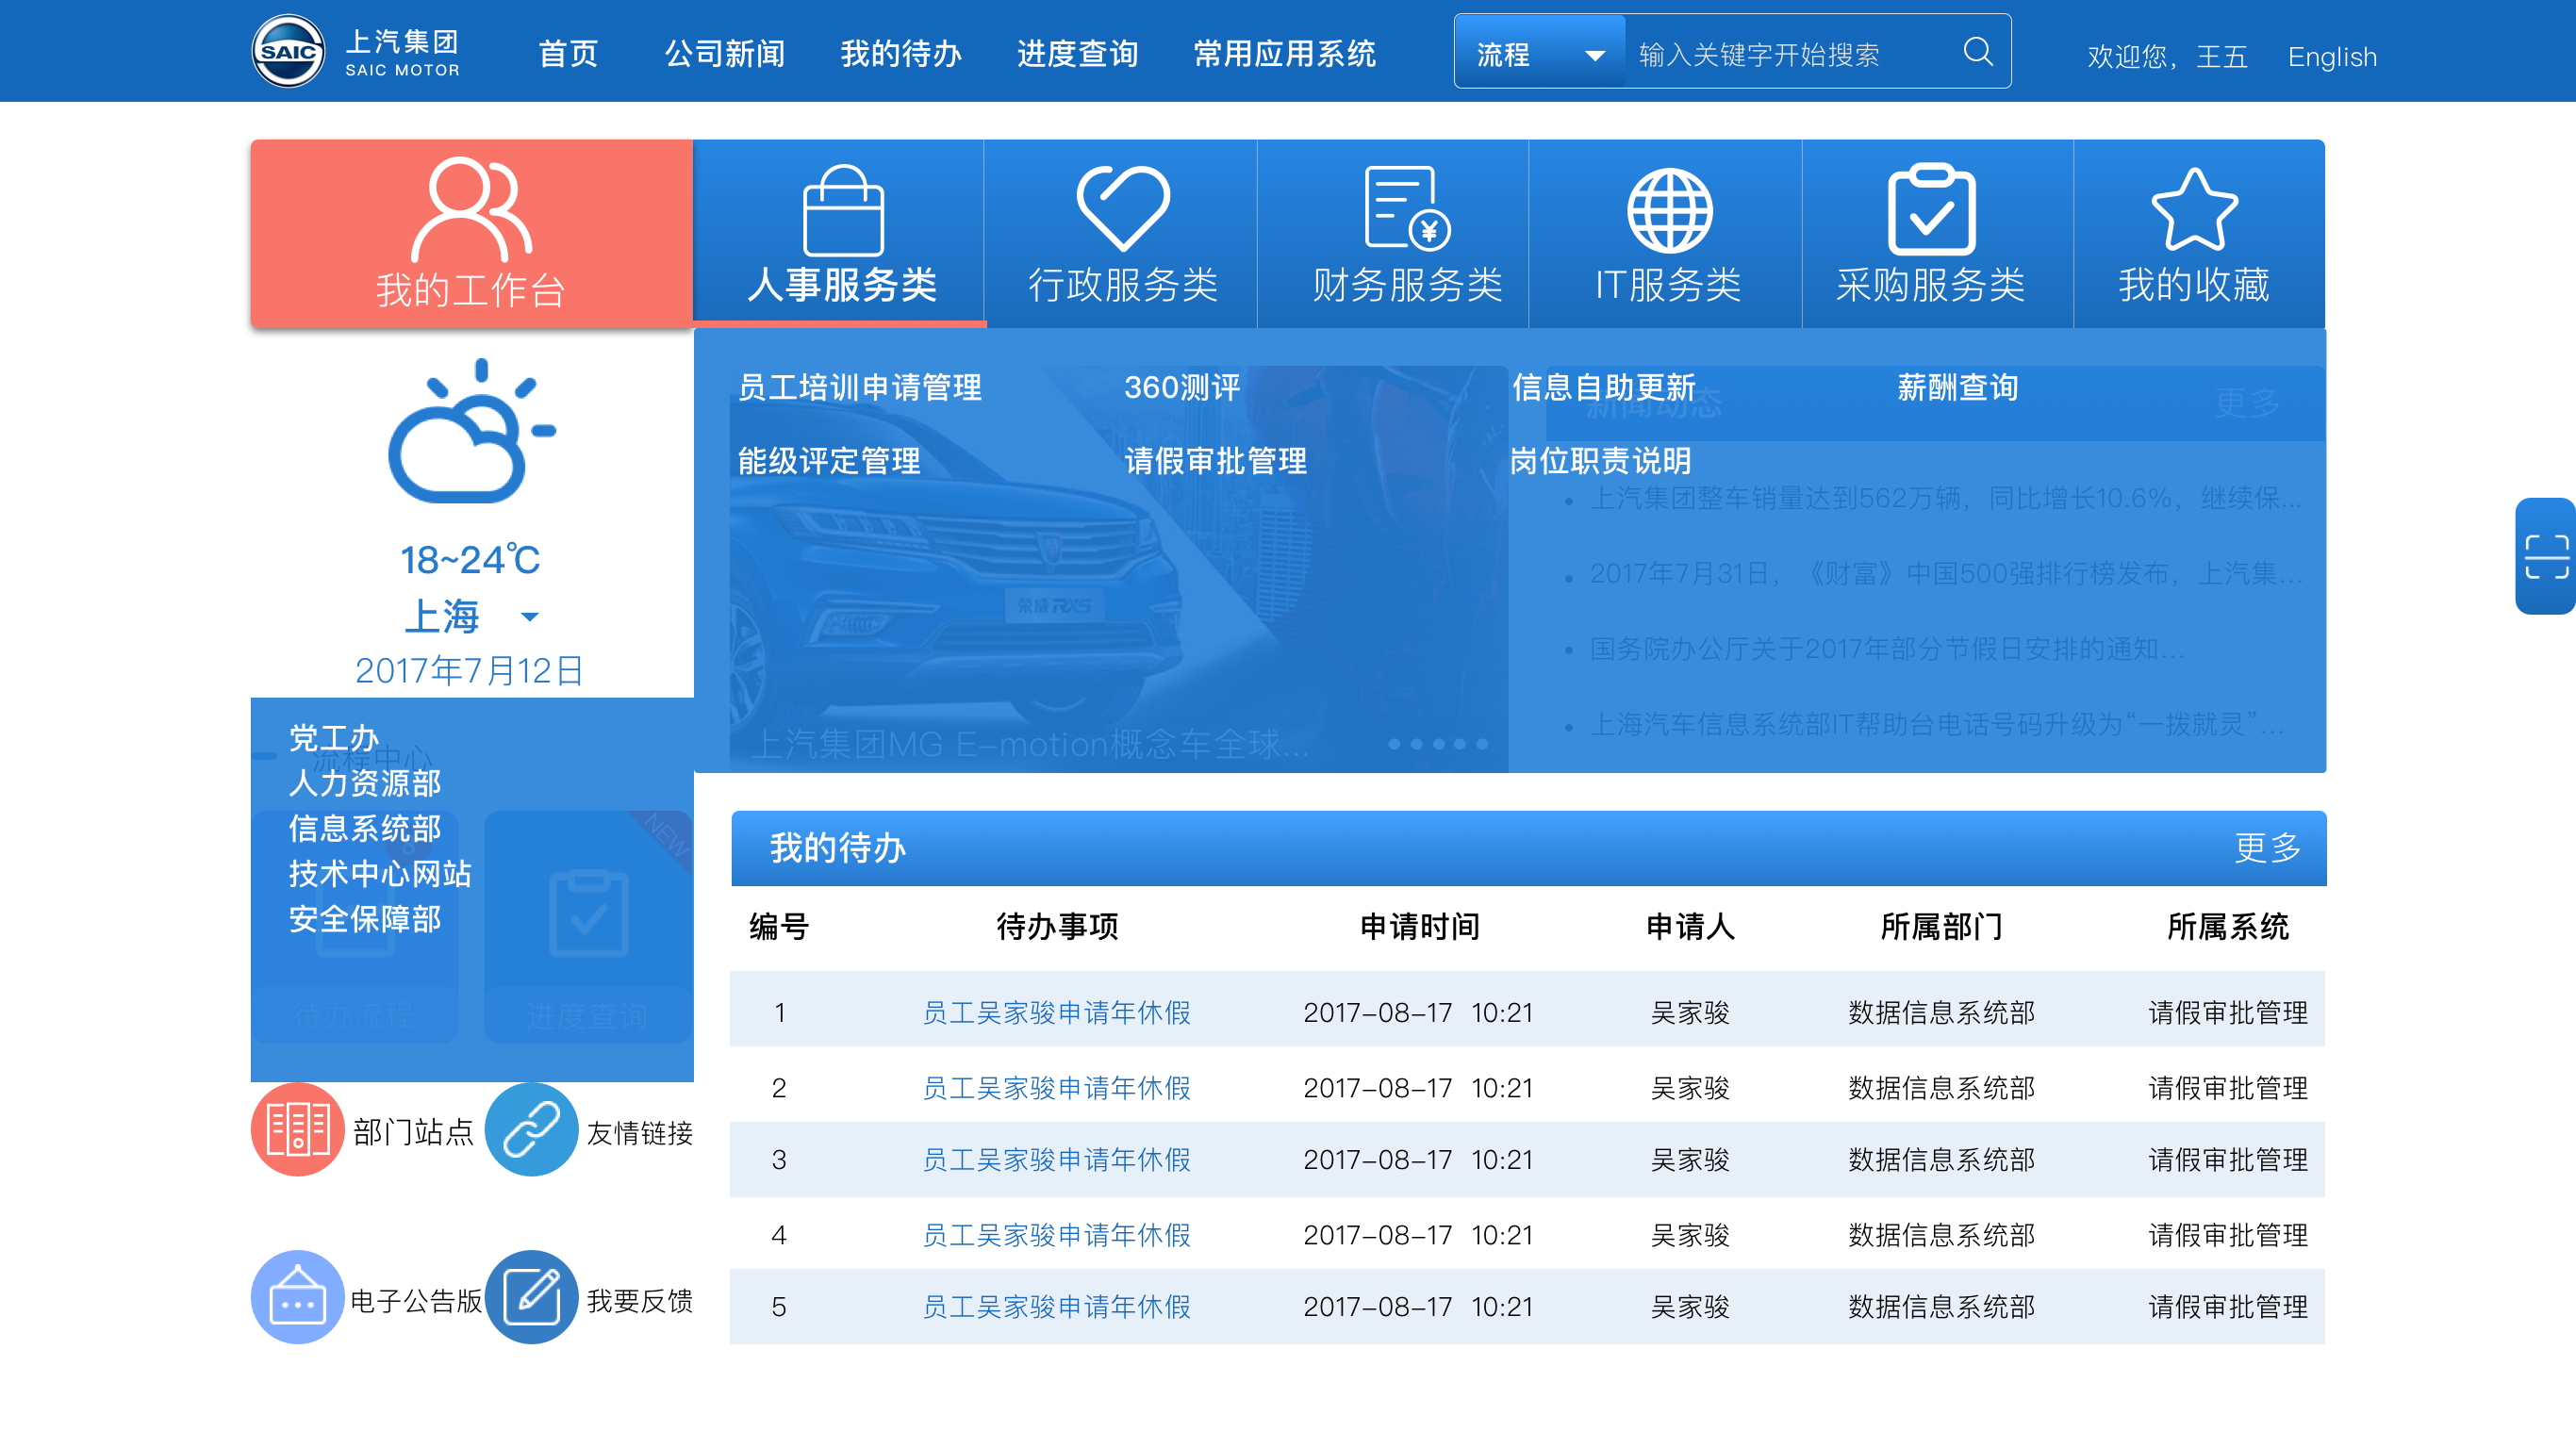 SAIC
上汽集团
SAIC MOTOR
首页
公司新闻
我的待办
进度查询
常用应用系统
流程
输入关键字开始搜索
欢迎您，王五
English
我的工作台
人事服务类
行政服务类
财务服务类
IT服务类
采购服务类
我的收藏
18~24℃
上海
2017年7月12日
员工培训申请管理
360测评
信息自助更新
薪酬查询
能级评定管理
请假审批管理
岗位职责说明
新闻动态
更多
荣威 RX5
上汽集团MG E-motion概念车全球...
上汽集团整车销量达到562万辆，同比增长10.6%，继续保...
2017年7月31日，《财富》中国500强排行榜发布，上汽集...
国务院办公厅关于2017年部分节假日安排的通知...
上海汽车信息系统部IT帮助台电话号码升级为“一拨就灵”...
党工办
流程中心
人力资源部
信息系统部
技术中心网站
安全保障部
NEW
待办流程
进度查询
部门站点
友情链接
电子公告版
我要反馈
我的待办
更多
编号 待办事项 申请时间 申请人 所属部门 所属系统
1 员工吴家骏申请年休假 2017-08-17 10:21 吴家骏 数据信息系统部 请假审批管理
2 员工吴家骏申请年休假 2017-08-17 10:21 吴家骏 数据信息系统部 请假审批管理
3 员工吴家骏申请年休假 2017-08-17 10:21 吴家骏 数据信息系统部 请假审批管理
4 员工吴家骏申请年休假 2017-08-17 10:21 吴家骏 数据信息系统部 请假审批管理
5 员工吴家骏申请年休假 2017-08-17 10:21 吴家骏 数据信息系统部 请假审批管理